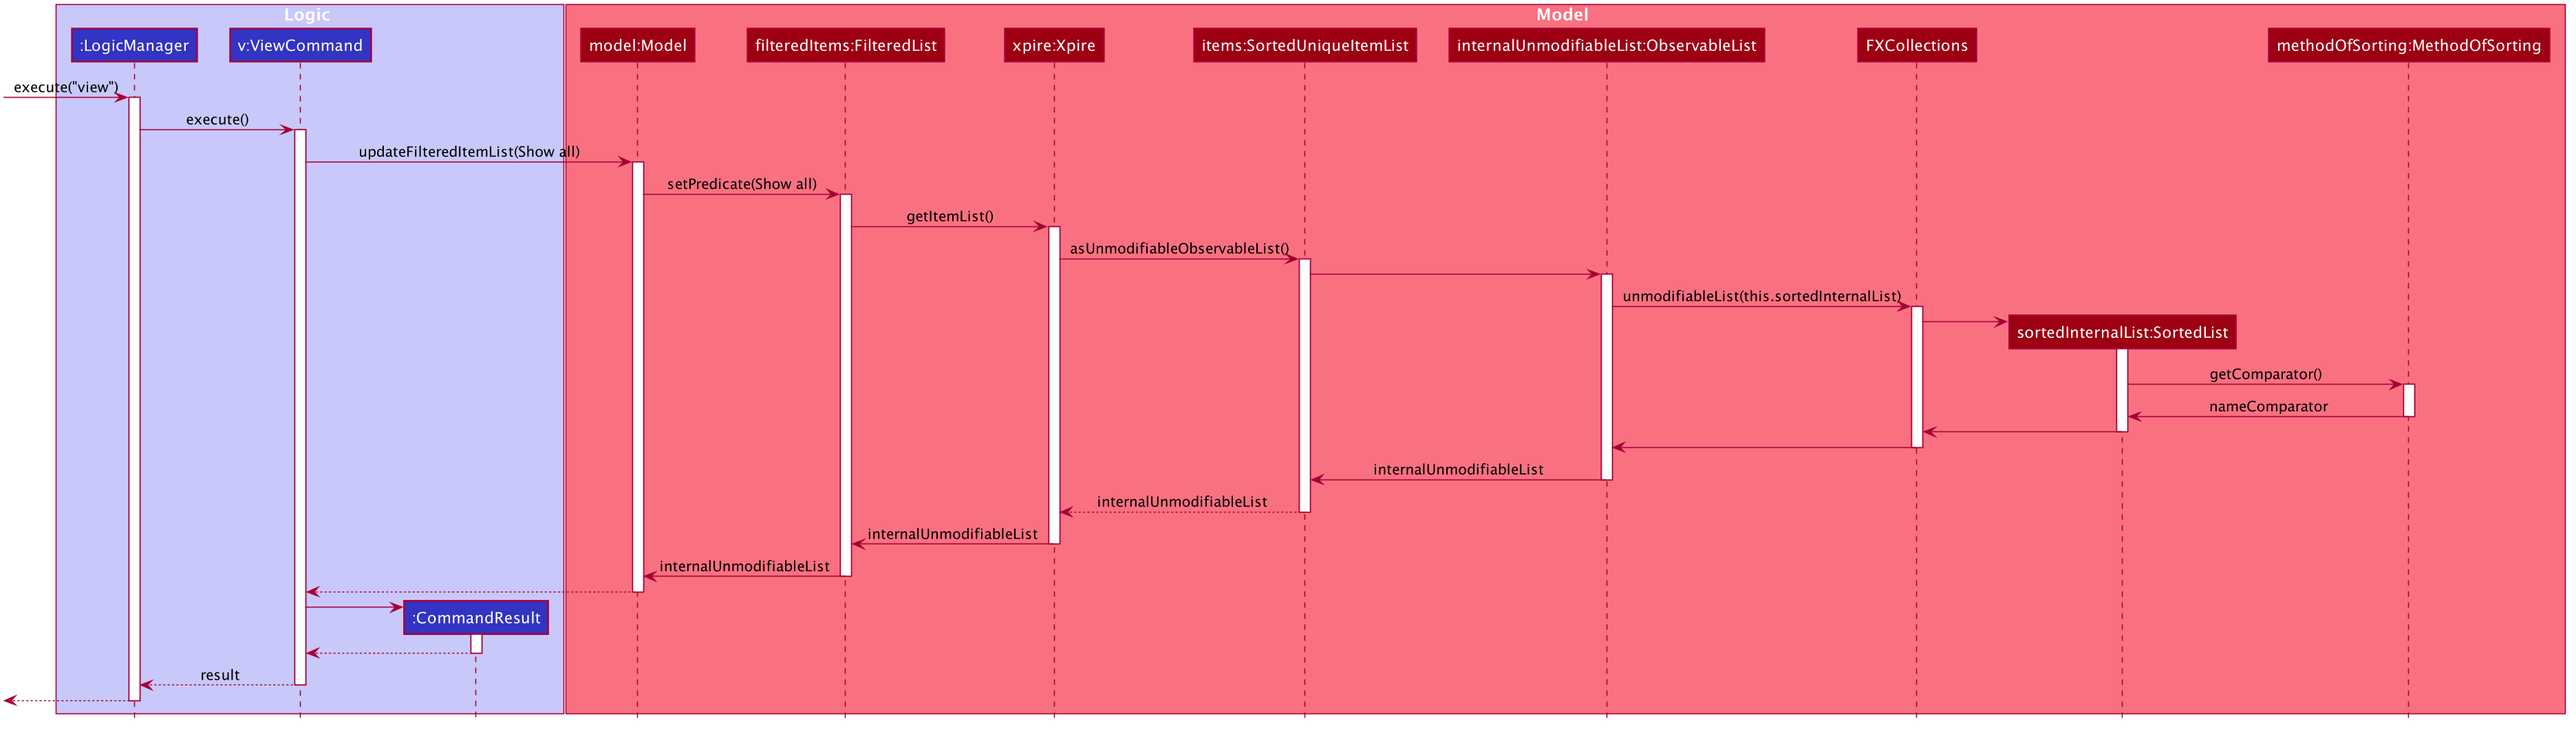 Logic
Model
:LogicManager
v:ViewCommand
model:Model
filteredItems:FilteredList
xpire:Xpire
items:SortedUniqueItemList
internalUnmodifiableList:ObservableList
FXCollections
methodOfSorting:MethodOfSorting
execute("view")
execute()
updateFilteredItemList(Show all)
setPredicate(Show all)
getItemList()
asUnmodifiableObservableList()
unmodifiableList(this.sortedInternalList)
sortedInternalList:SortedList
getComparator()
nameComparator
internalUnmodifiableList
internalUnmodifiableList
internalUnmodifiableList
internalUnmodifiableList
:CommandResult
result